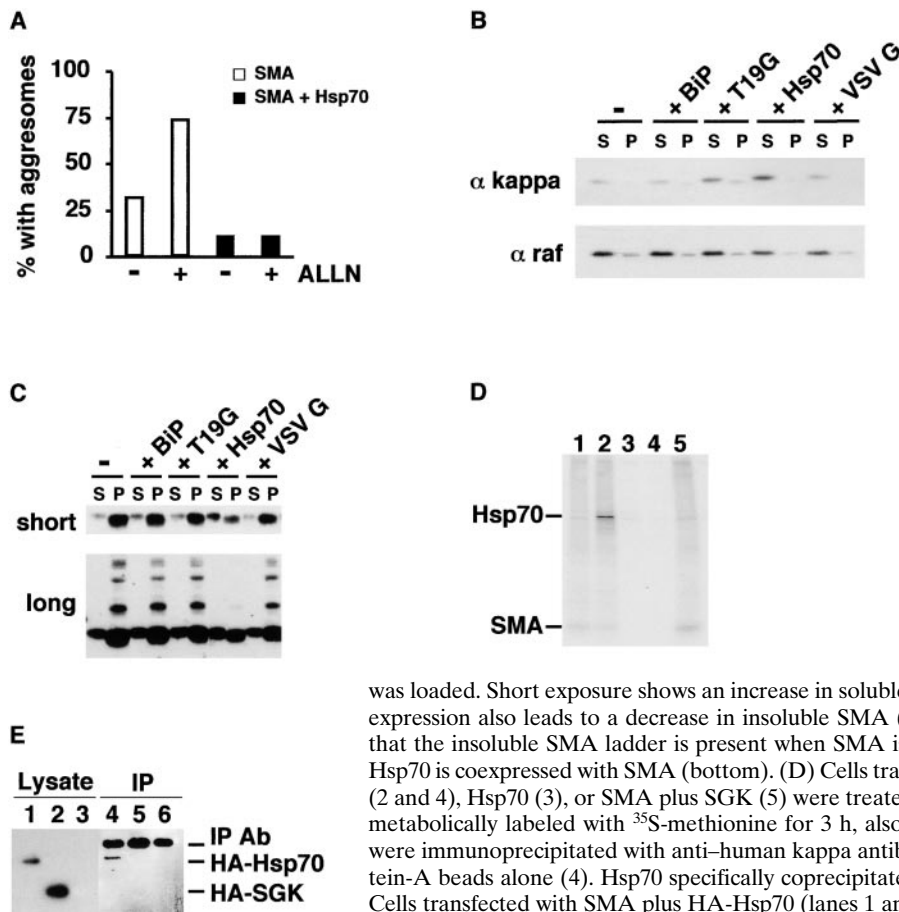 A
100
75
50
25
0
% with aggresomes
SMA
SMA + Hsp70
- + - + ALLN
B
- + BiP + T19G + Hsp70 + VSV G
S P S P S P S P S P
α kappa
α raf
C
- + BiP + T19G + Hsp70 + VSV G
S P S P S P S P S P
short
long
D
1 2 3 4 5
Hsp70
SMA
E
Lysate IP
1 2 3 4 5 6
IP Ab
HA-Hsp70
HA-SGK
was loaded. Short exposure shows an increase in soluble
expression also leads to a decrease in insoluble SMA (
that the insoluble SMA ladder is present when SMA i
Hsp70 is coexpressed with SMA (bottom). (D) Cells tra
(2 and 4), Hsp70 (3), or SMA plus SGK (5) were treate
metabolically labeled with ³⁵S-methionine for 3 h, also
were immunoprecipitated with anti–human kappa antib
tein-A beads alone (4). Hsp70 specifically coprecipitate
Cells transfected with SMA plus HA-Hsp70 (lanes 1 an